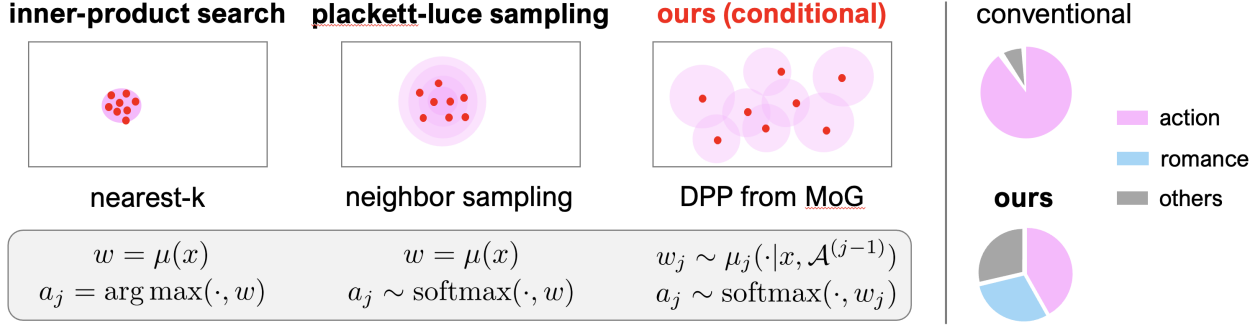 inner-product search
plackett-luce sampling
ours (conditional)
nearest-k
neighbor sampling
DPP from MoG
w = μ(x)
a_j = arg max(·, w)
w = μ(x)
a_j ∼ softmax(·, w)
w_j ∼ μ_j(·|x, 𝒜^{(j−1)})
a_j ∼ softmax(·, w_j)
conventional
action
romance
others
ours